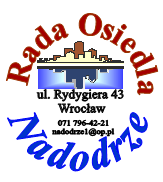 Rada Osiedla
ul. Rydygiera 43
Wrocław
071 796-42-21
nadodrze1@op.pl
Nadodrze